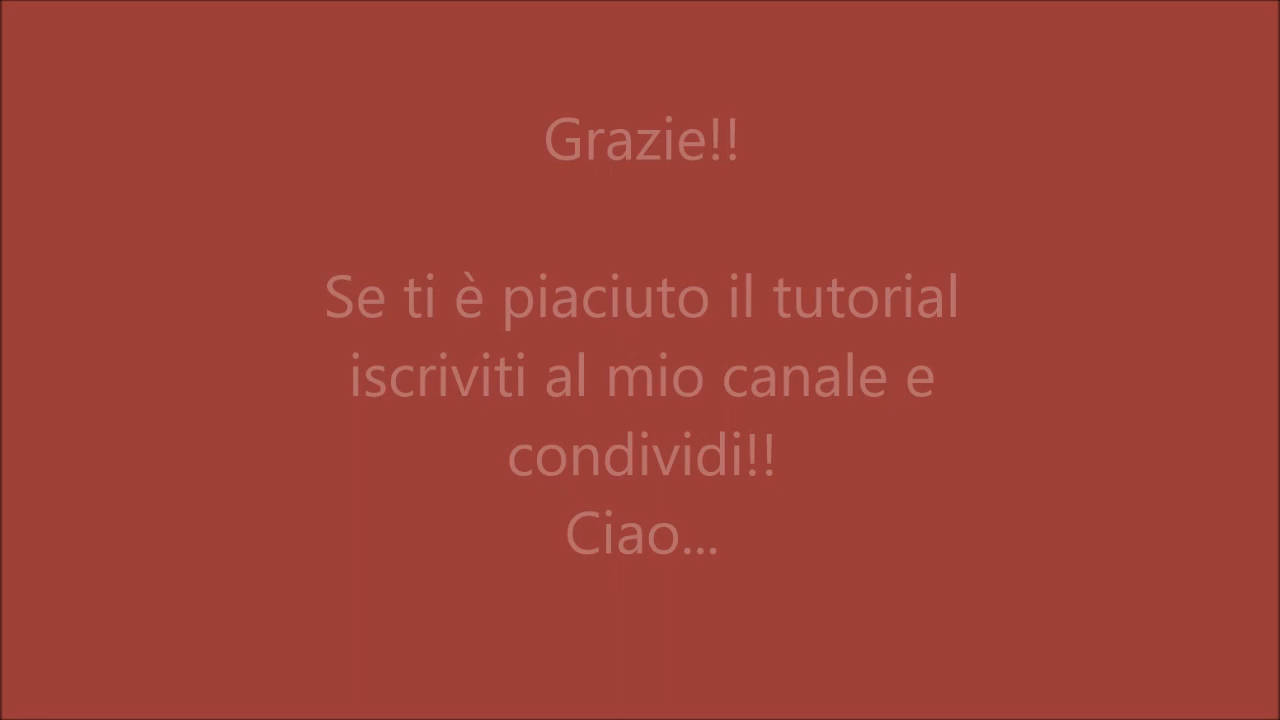 Grazie!!
Se ti è piaciuto il tutorial
iscriviti al mio canale e
condividi!!
Ciao...